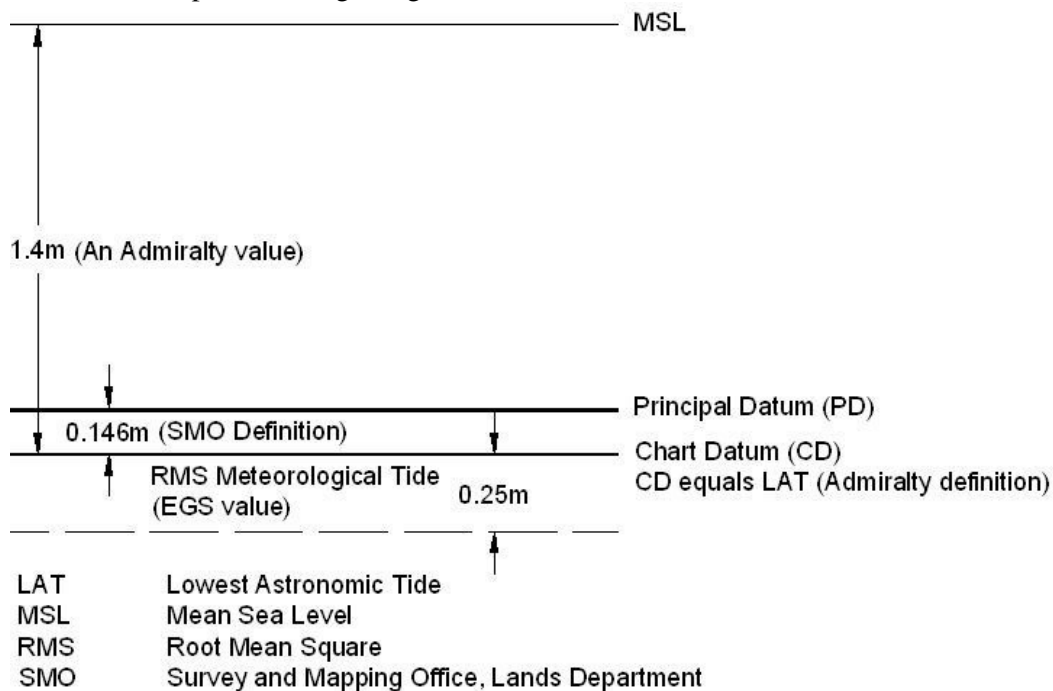 MSL
1.4m (An Admiralty value)
Principal Datum (PD)
0.146m (SMO Definition)
Chart Datum (CD)
CD equals LAT (Admiralty definition)
RMS Meteorological Tide
(EGS value)
0.25m
LAT Lowest Astronomic Tide
MSL Mean Sea Level
RMS Root Mean Square
SMO Survey and Mapping Office, Lands Department